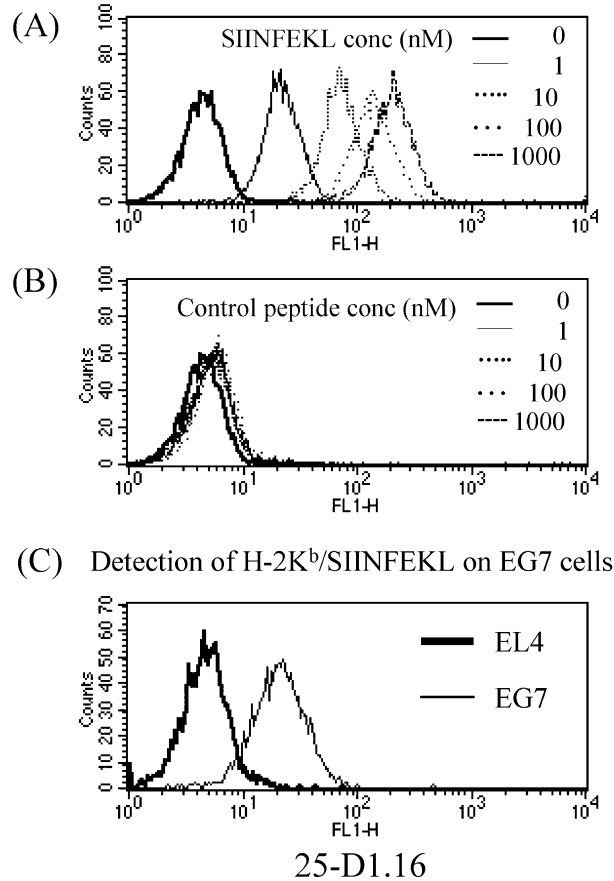 (A)
SIINFEKL conc (nM)
0
1
10
100
1000
Counts
0 20 40 60 80 100
10^0 10^1 10^2 10^3 10^4
FL1-H
(B)
Control peptide conc (nM)
0
1
10
100
1000
Counts
0 20 40 60 80 100
10^0 10^1 10^2 10^3 10^4
FL1-H
(C) Detection of H-2K^b/SIINFEKL on EG7 cells
EL4
EG7
Counts
0 10 20 30 40 50 60 70
10^0 10^1 10^2 10^3 10^4
FL1-H
25-D1.16